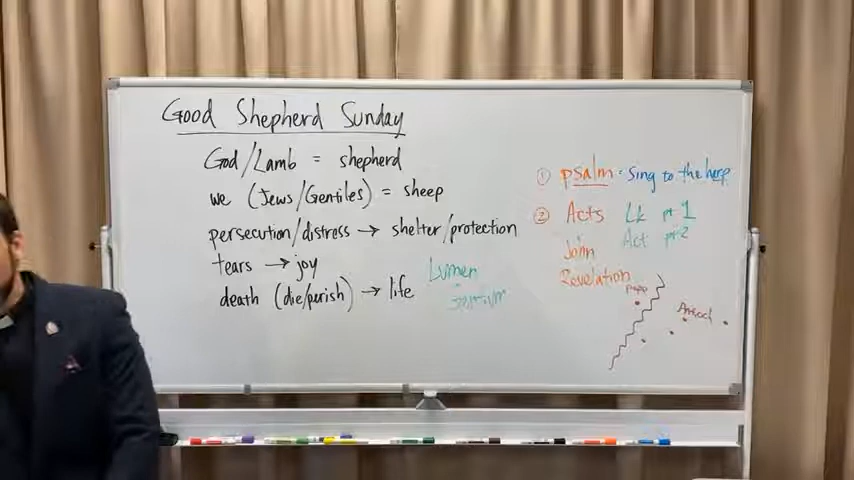 Good Shepherd Sunday
God/Lamb = shepherd
we (Jews/Gentiles) = sheep
persecution/distress → shelter/protection
tears → joy
death (die/perish) → life
Lumen
① psalm = Sing to the harp
② Acts Lk pt 1
Act pt 2
John
Revelation